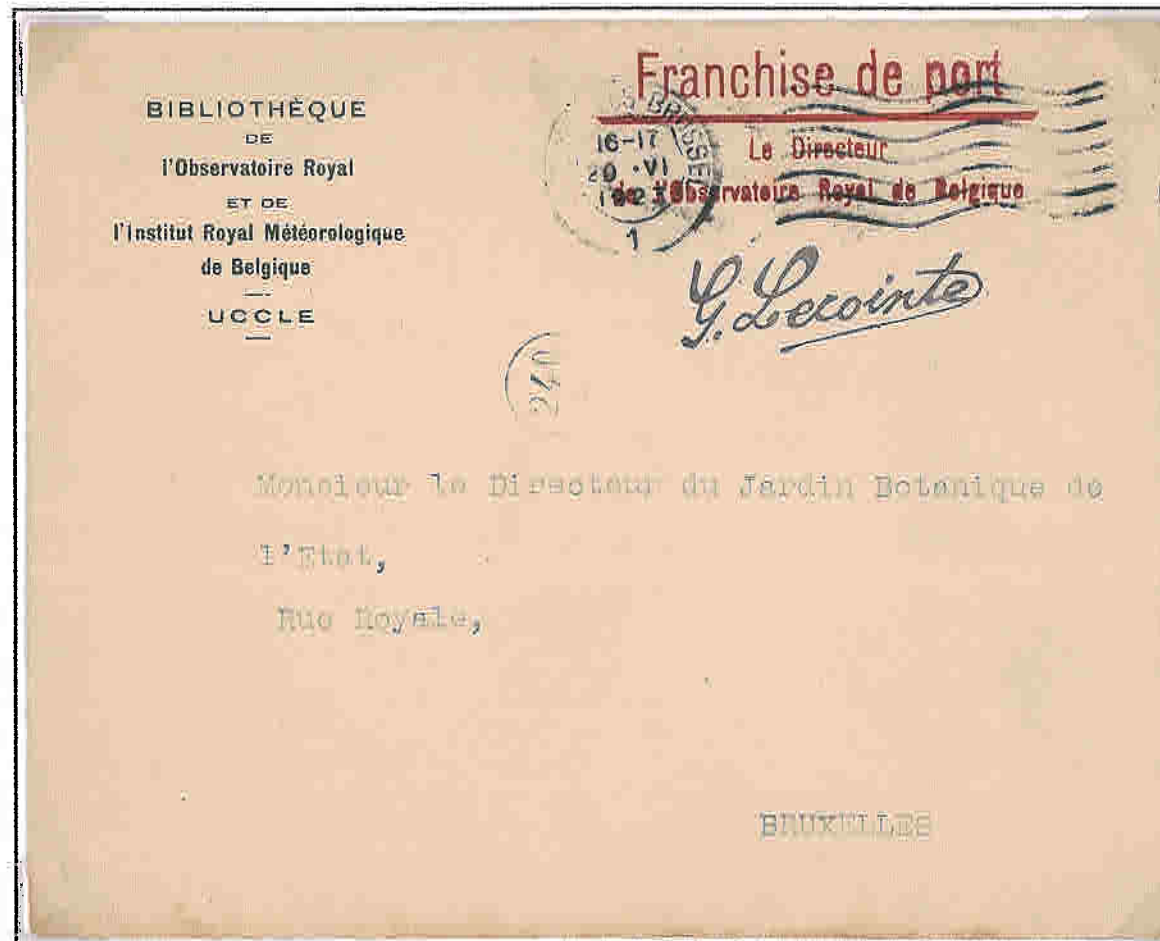 BIBLIOTHÈQUE
DE
l'Observatoire Royal
ET DE
l'Institut Royal Météorologique
de Belgique
UCCLE
Franchise de port
Le Directeur
de l'Observatoire Royal de Belgique
BRUSSEL
16-17
VI
1
G. Lecointe
Monsieur le Directeur du Jardin Botanique de
l'Etat,
Rue Royale,
BRUXELLES